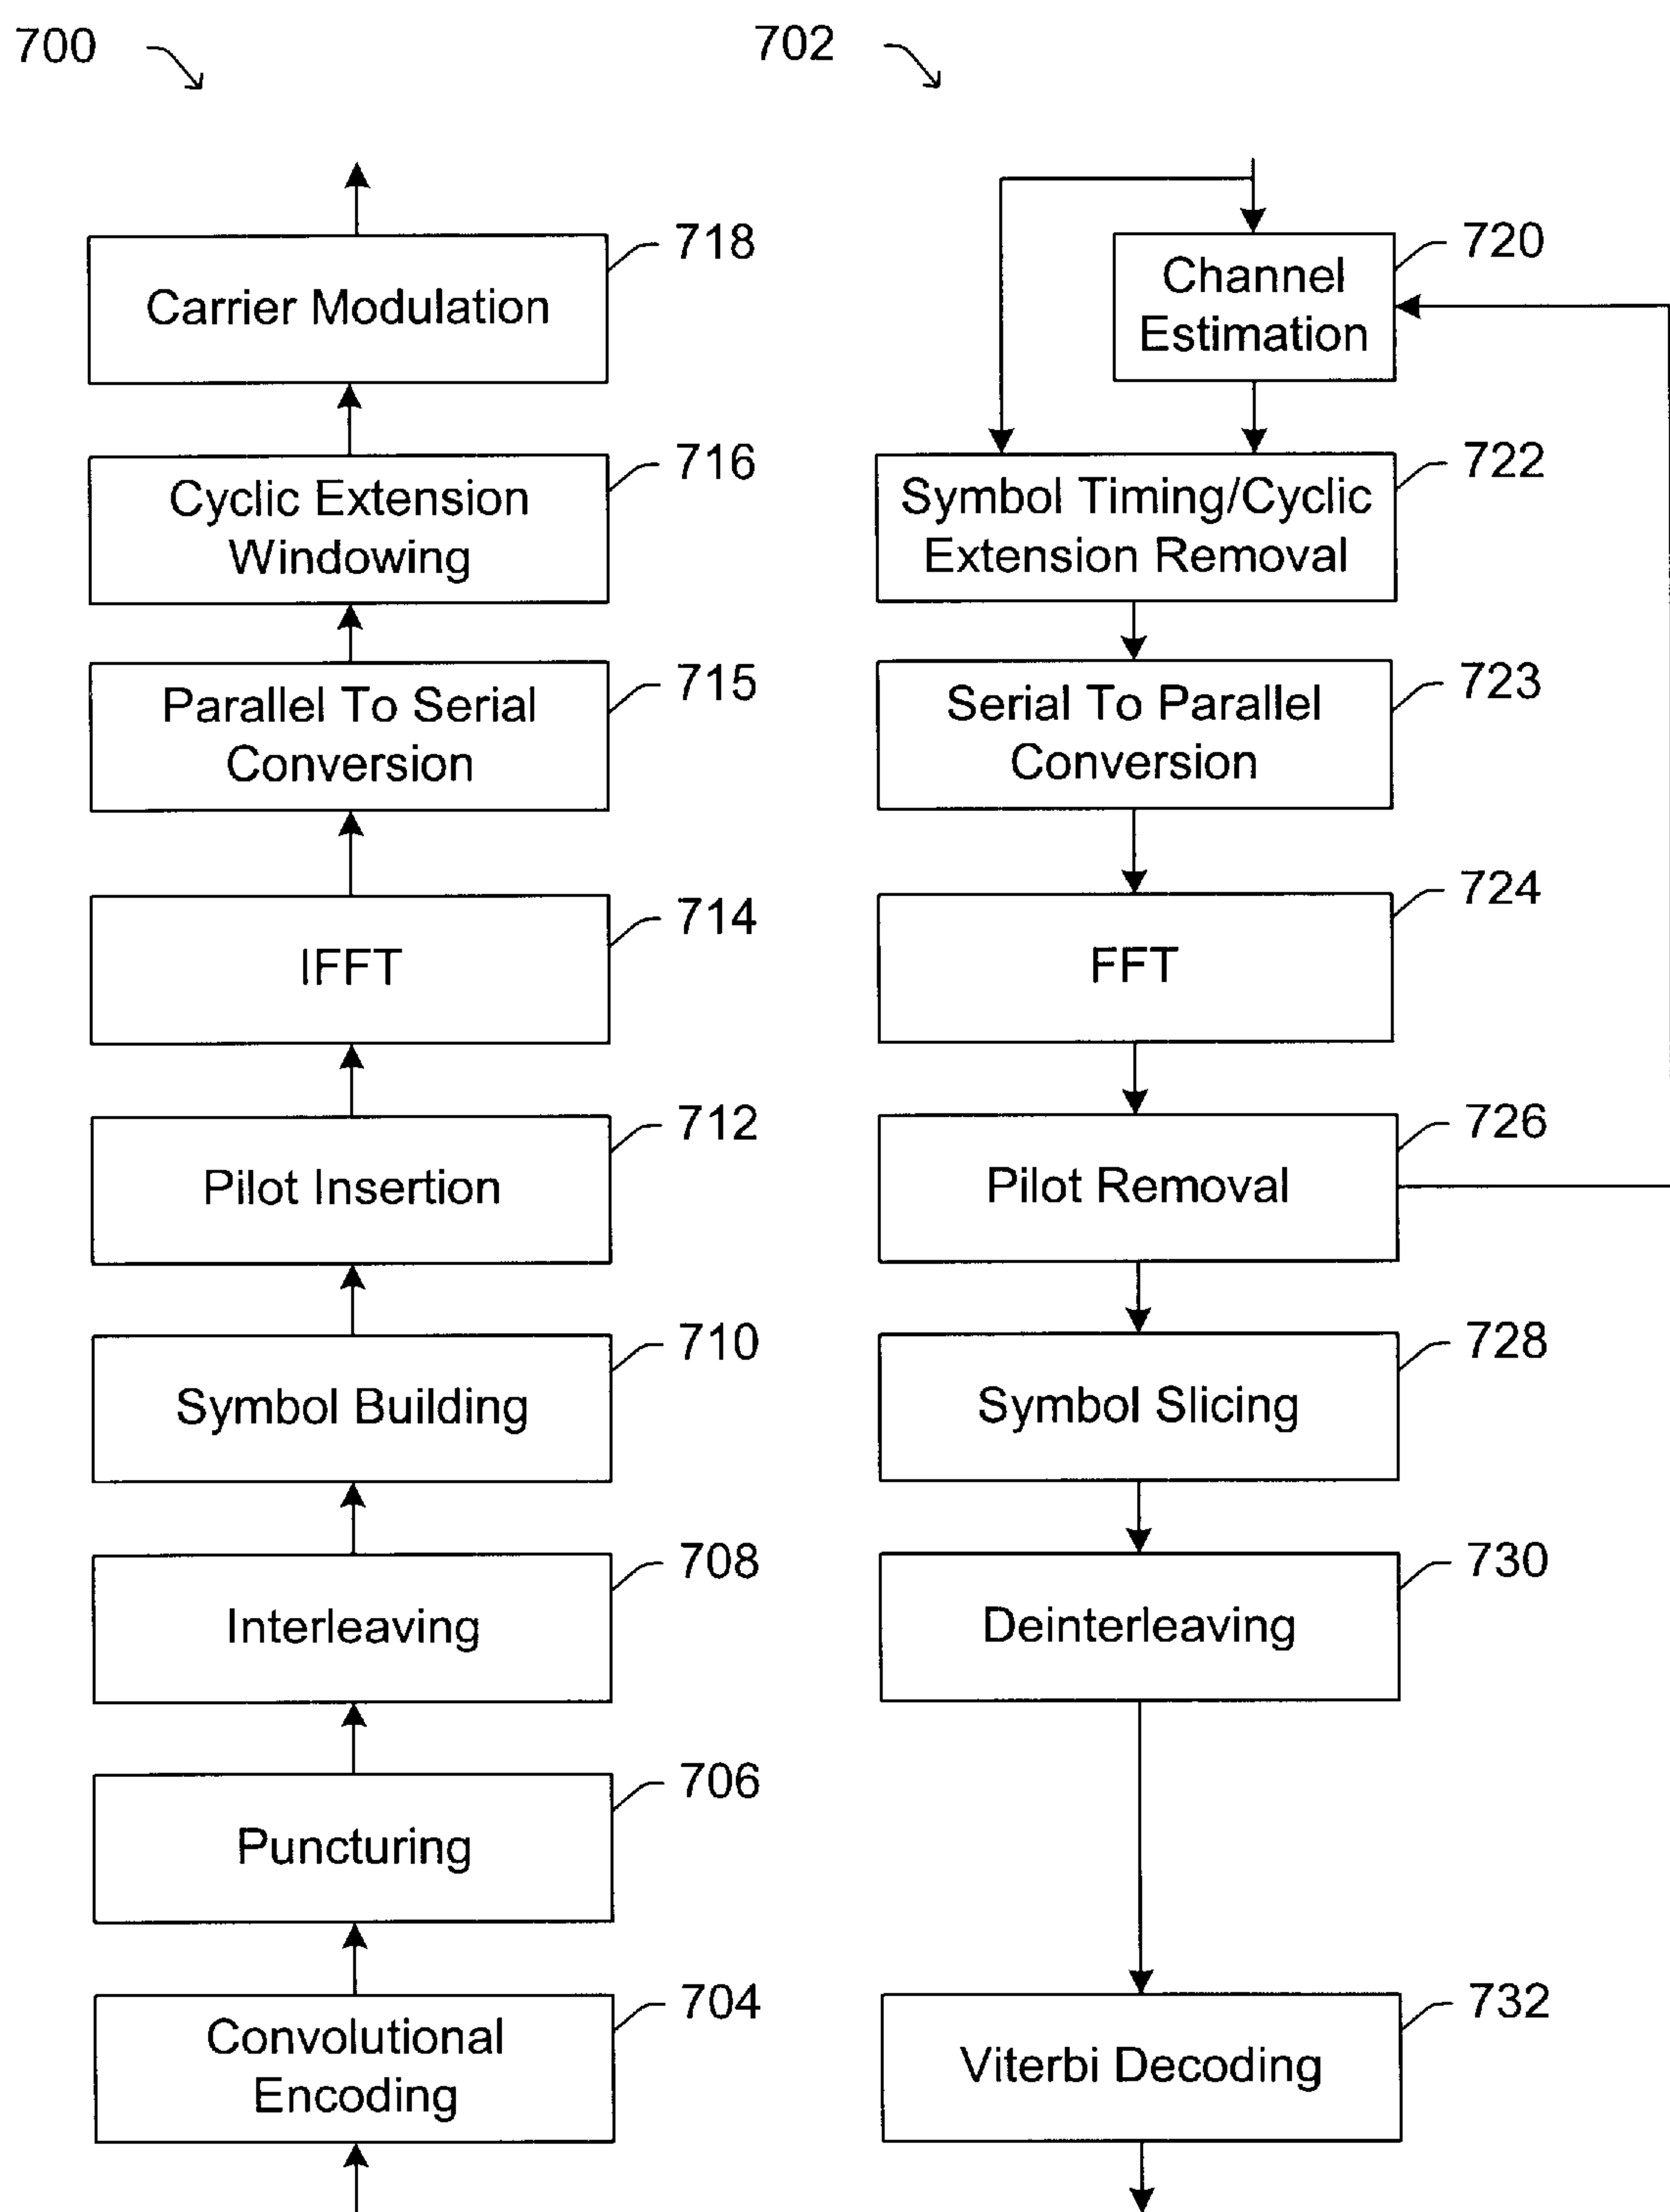 700
702
718
Carrier Modulation
716
Cyclic Extension
Windowing
715
Parallel To Serial
Conversion
714
IFFT
712
Pilot Insertion
710
Symbol Building
708
Interleaving
706
Puncturing
704
Convolutional
Encoding
720
Channel
Estimation
722
Symbol Timing/Cyclic
Extension Removal
723
Serial To Parallel
Conversion
724
FFT
726
Pilot Removal
728
Symbol Slicing
730
Deinterleaving
732
Viterbi Decoding